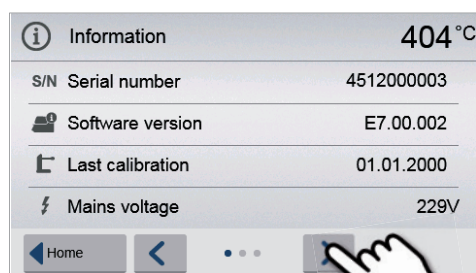 Information 404°C
S/N Serial number 4512000003
Software version E7.00.002
Last calibration 01.01.2000
Mains voltage 229V
Home